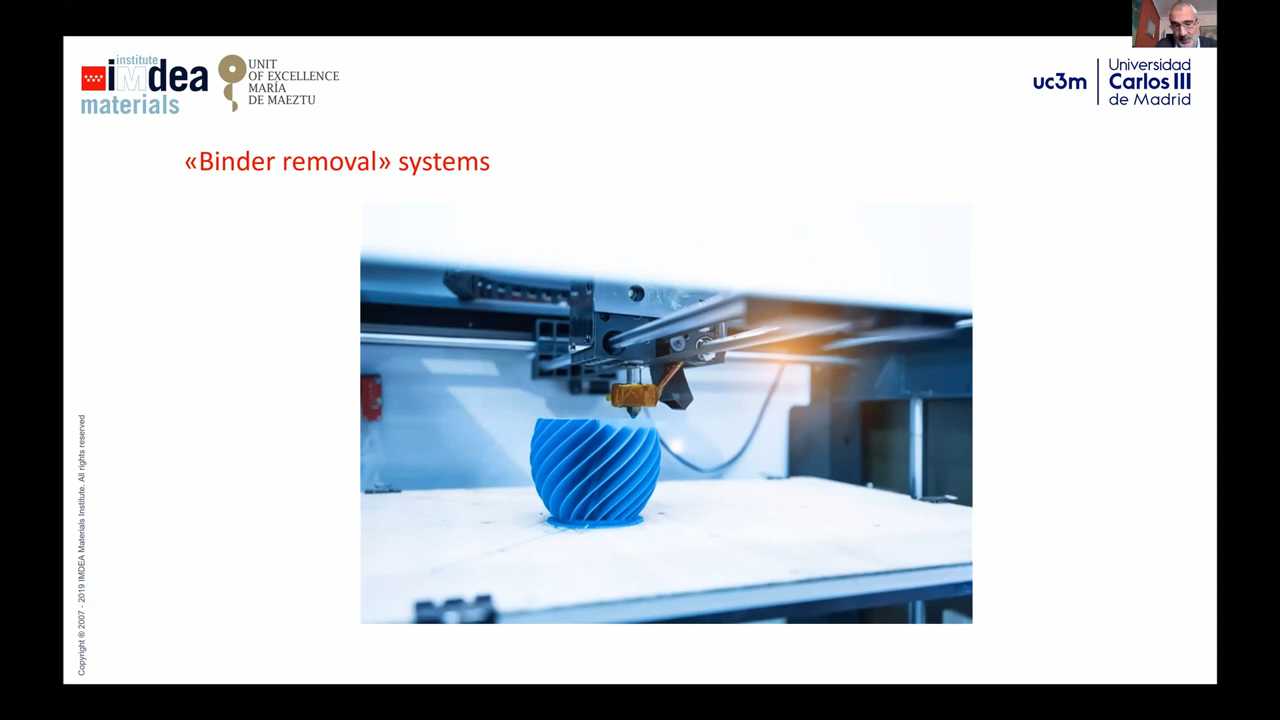 institute
iMdea
materials
UNIT
OF EXCELLENCE
MARÍA
DE MAEZTU
uc3m
Universidad
Carlos III
de Madrid
«Binder removal» systems
Copyright ® 2007 - 2019 IMDEA Materials Institute. All rights reserved